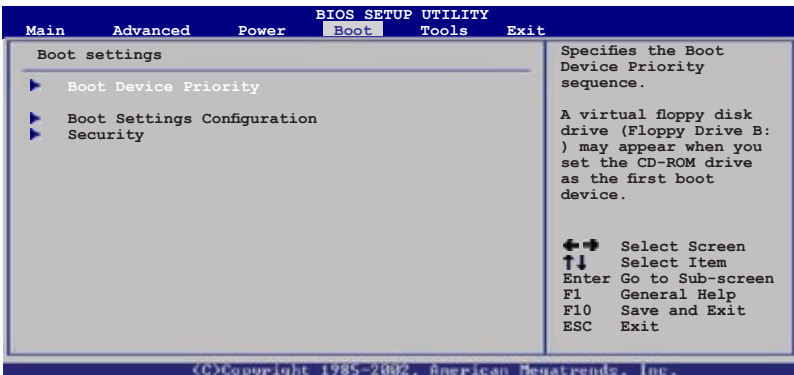 BIOS SETUP UTILITY
Main Advanced Power Boot Tools Exit
Boot settings
Boot Device Priority
Boot Settings Configuration
Security
Specifies the Boot
Device Priority
sequence.
A virtual floppy disk
drive (Floppy Drive B:
) may appear when you
set the CD-ROM drive
as the first boot
device.
←→ Select Screen
↑↓ Select Item
Enter Go to Sub-screen
F1 General Help
F10 Save and Exit
ESC Exit
(C)Copyright 1985-2002, American Megatrends, Inc.